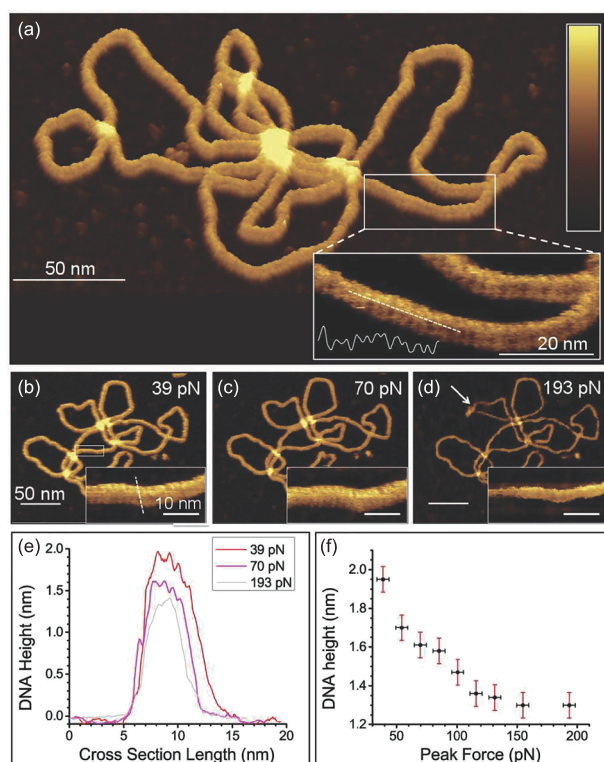 (a)
50 nm
20 nm
(b)
39 pN
50 nm
10 nm
(c)
70 pN
(d)
193 pN
(e)
39 pN
70 pN
193 pN
DNA Height (nm)
2.0
1.5
1.0
0.5
0.0
0
5
10
15
20
Cross Section Length (nm)
(f)
DNA height (nm)
2.2
2.0
1.8
1.6
1.4
1.2
50
100
150
200
Peak Force (pN)